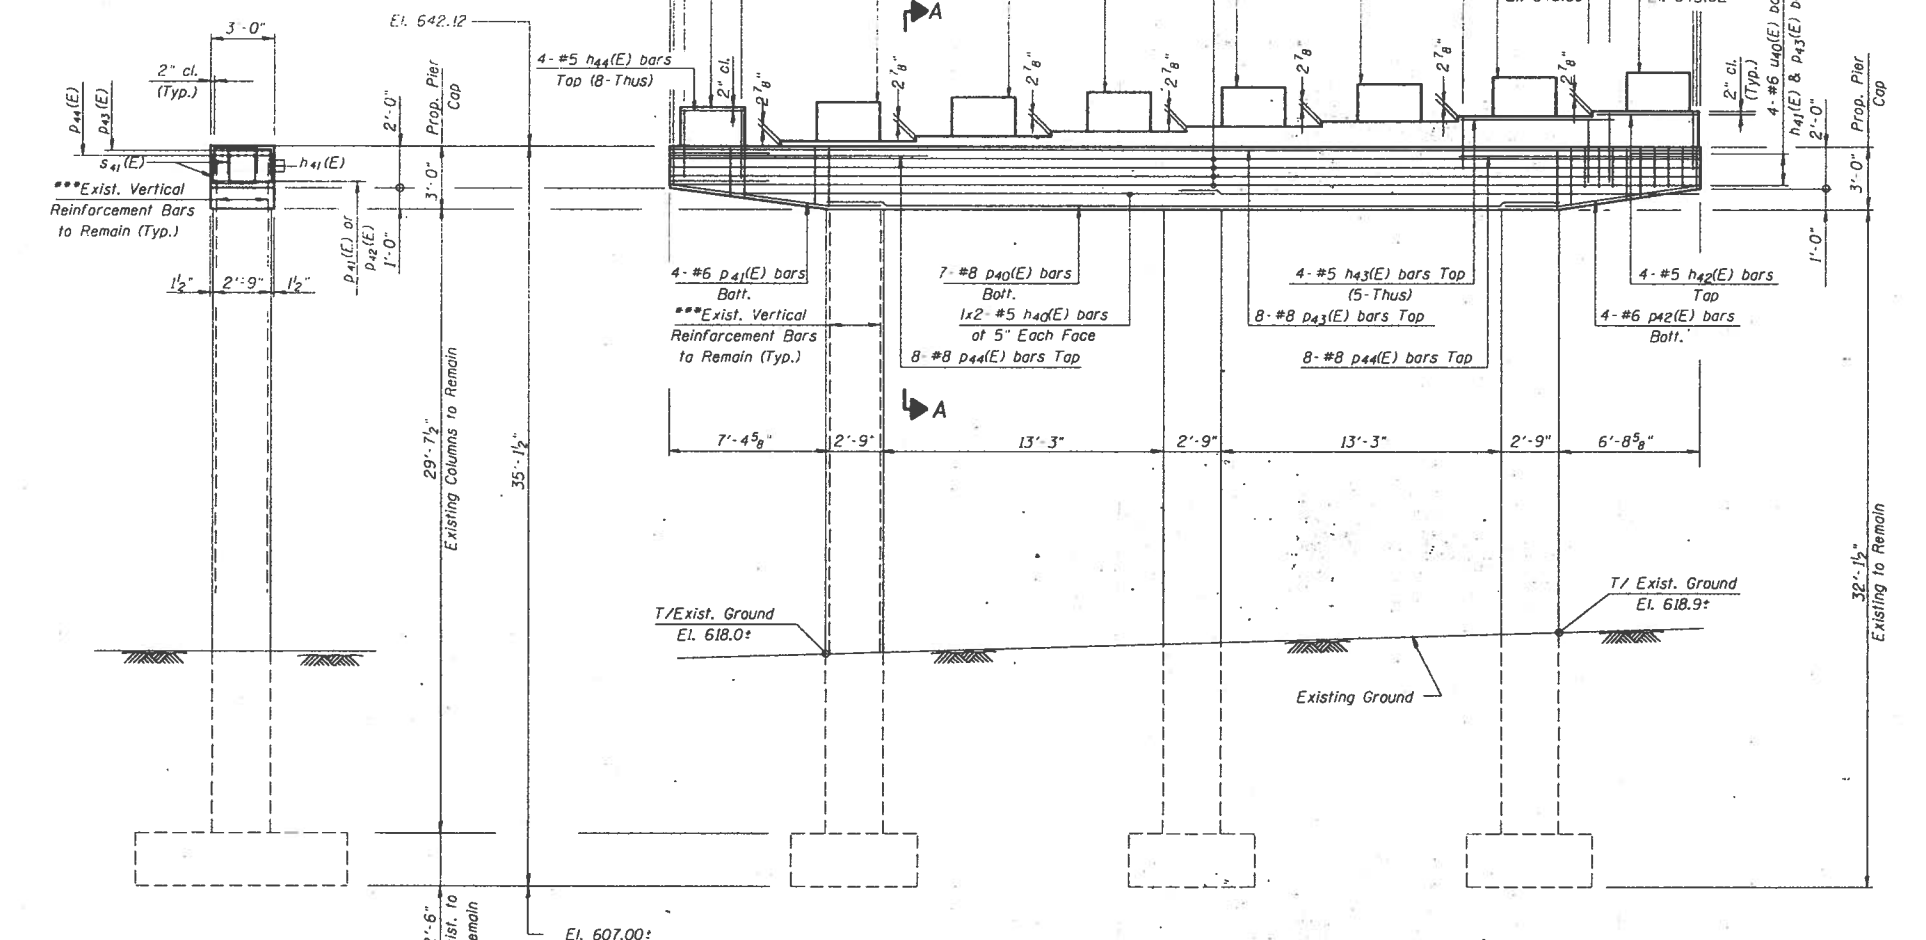 El. 642.12
A
3'-0"
2" cl.
(Typ.)
p44(E)
p43(E)
s41(E)
h41(E)
***Exist. Vertical
Reinforcement Bars
to Remain (Typ.)
p41(E) or
p42(E)
2'-0"
1'-0"
3'-0"
Prop. Pier
Cap
1½"
2'-9"
1½"
29'-7½"
Existing Columns to Remain
35'-1½"
El. 607.00±
4-#5 h44(E) bars
Top (8-Thus)
2" cl.
2⅞"
2⅞"
2⅞"
2⅞"
2⅞"
2⅞"
2⅞"
2" cl.
(Typ.)
4-#6 u40(E)
h41(E) & p43(E)
2'-0"
1'-0"
Prop. Pier
Cap
3'-0"
4-#6 p41(E) bars
Bott.
***Exist. Vertical
Reinforcement Bars
to Remain (Typ.)
7-#8 p40(E) bars
Bott.
1x2-#5 h40(E) bars
at 5" Each Face
8-#8 p44(E) bars Top
4-#5 h43(E) bars Top
(5-Thus)
8-#8 p43(E) bars Top
8-#8 p44(E) bars Top
4-#5 h42(E) bars
Top
4-#6 p42(E) bars
Bott.
A
7'-4⅝"
2'-9"
13'-3"
2'-9"
13'-3"
2'-9"
6'-8⅝"
T/Exist. Ground
El. 618.0±
T/ Exist. Ground
El. 618.9±
Existing Ground
32'-1½"
Existing to Remain